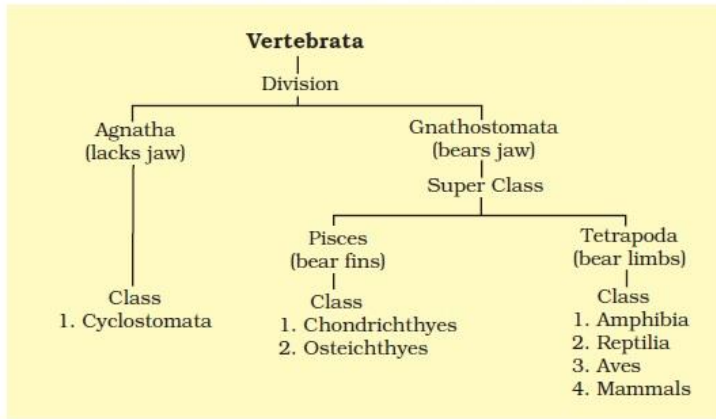 Vertebrata
Division
Agnatha
(lacks jaw)
Gnathostomata
(bears jaw)
Super Class
Pisces
(bear fins)
Tetrapoda
(bear limbs)
Class
1. Cyclostomata
Class
1. Chondrichthyes
2. Osteichthyes
Class
1. Amphibia
2. Reptilia
3. Aves
4. Mammals